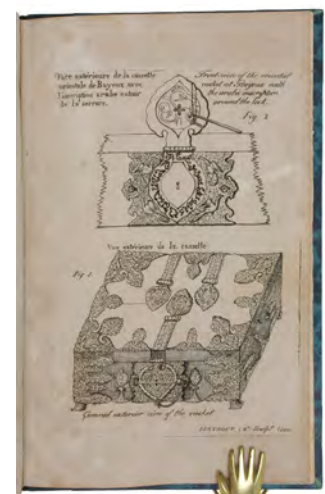 Vue extérieure de la cassette
orientale de Bayeux avec
l'inscription arabe autour
de la serrure.
Front view of the oriental
casket at Bayeux with
the arabic inscription
around the lock.
Fig. 2
Vue extérieure de la cassette
Fig. 1.
General exterior view of the casket